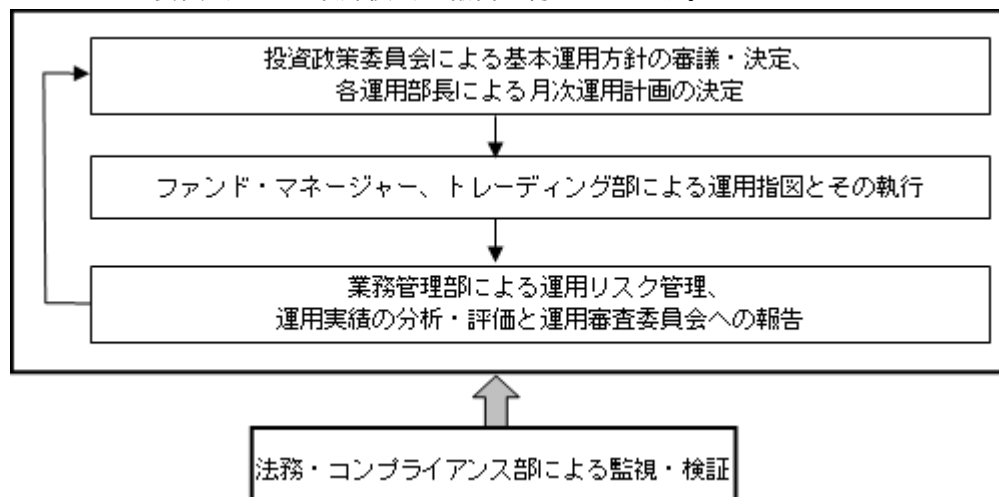 投資政策委員会による基本運用方針の審議・決定、
各運用部長による月次運用計画の決定
ファンド・マネージャー、トレーディング部による運用指図とその執行
業務管理部による運用リスク管理、
運用実績の分析・評価と運用審査委員会への報告
法務・コンプライアンス部による監視・検証